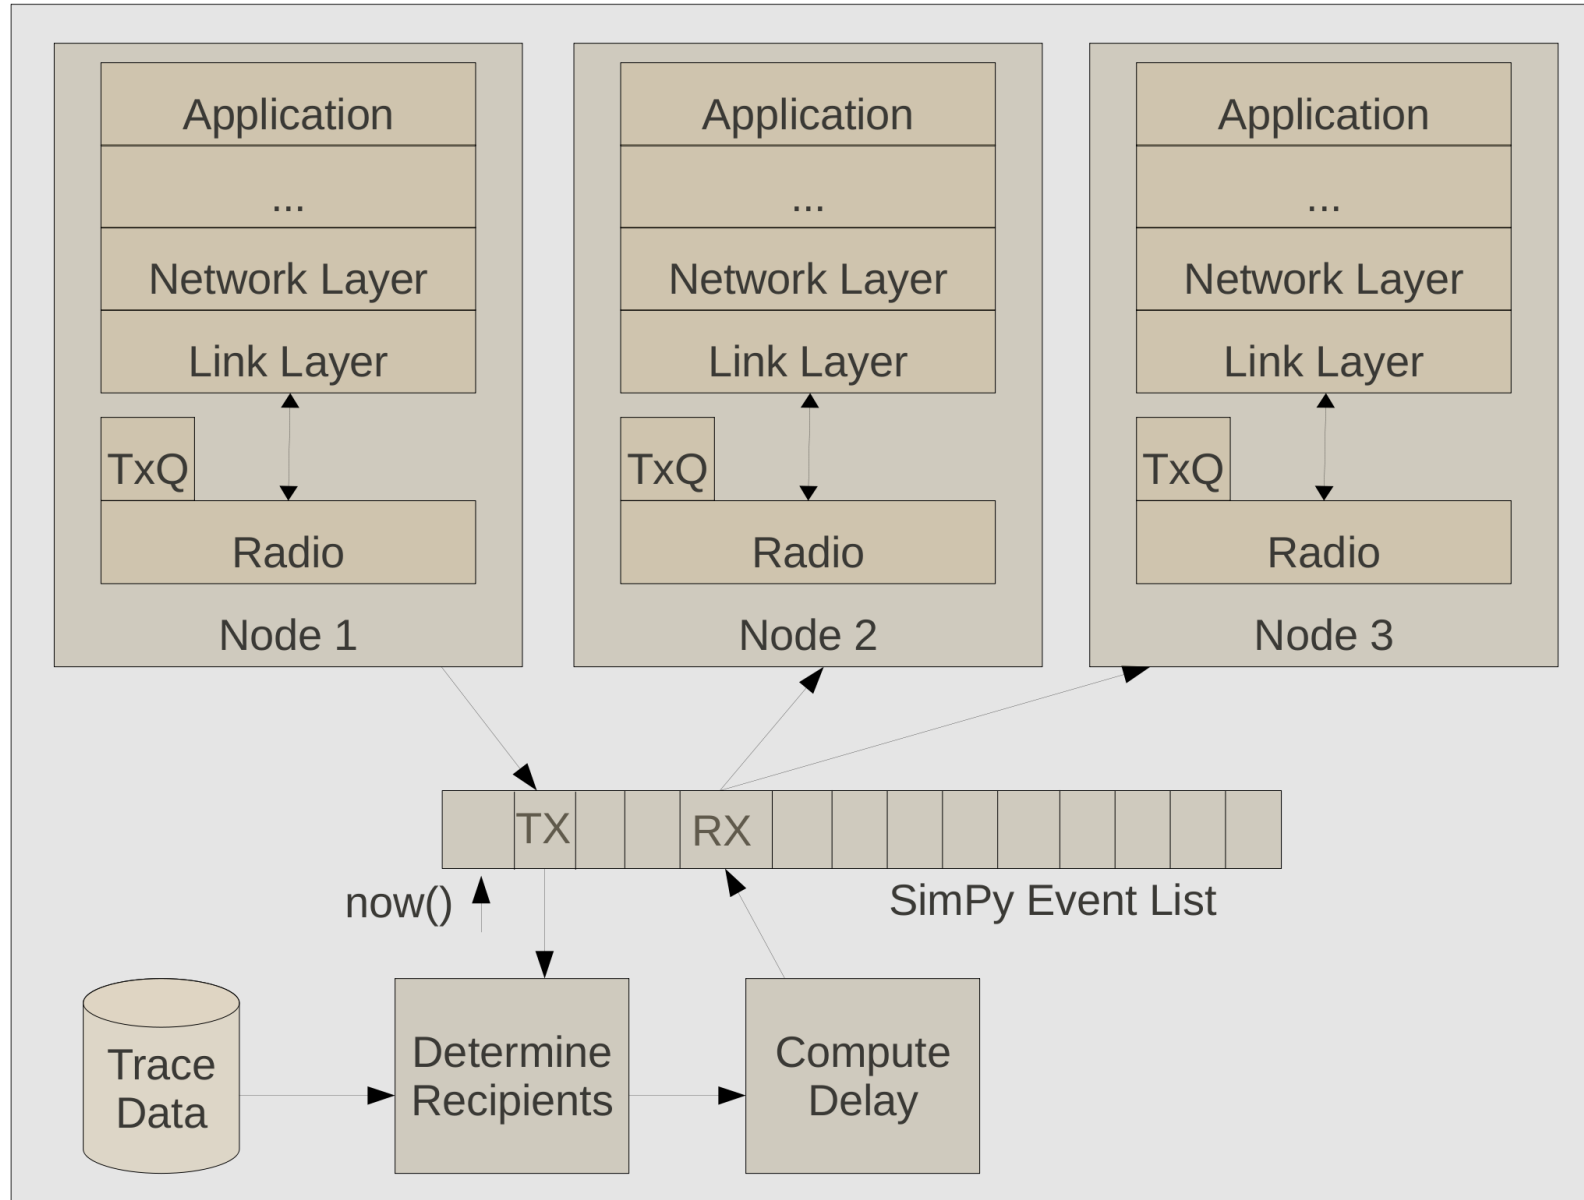 Application
...
Network Layer
Link Layer
TxQ
Radio
Node 1
Application
...
Network Layer
Link Layer
TxQ
Radio
Node 2
Application
...
Network Layer
Link Layer
TxQ
Radio
Node 3
TX
RX
now()
SimPy Event List
Trace
Data
Determine
Recipients
Compute
Delay